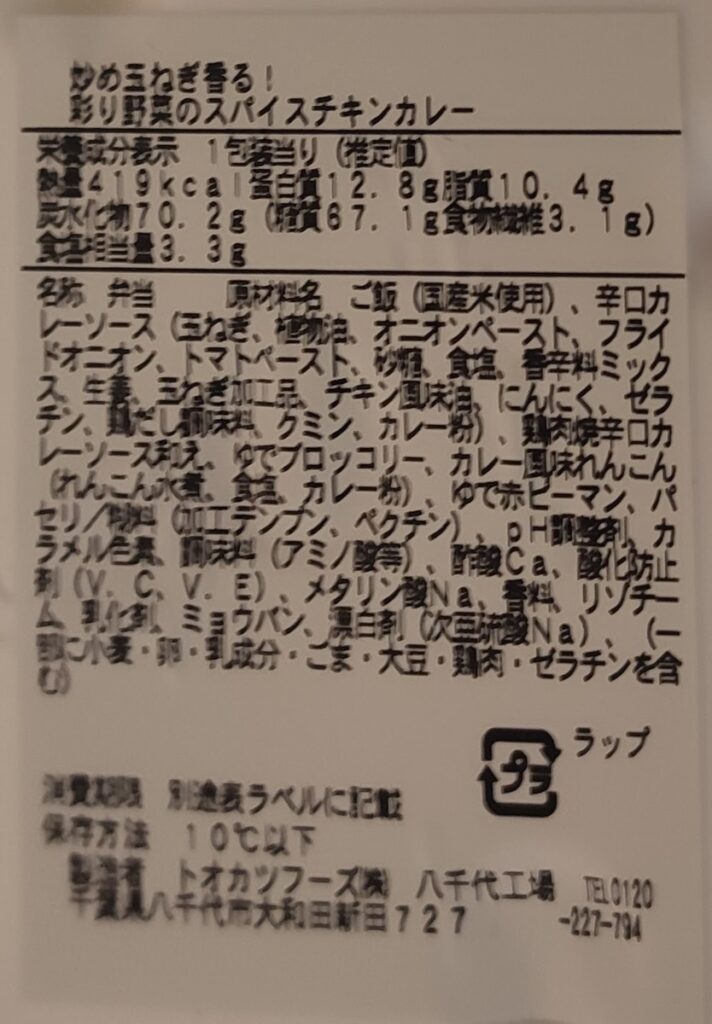 炒め玉ねぎ香る！
彩り野菜のスパイスチキンカレー
栄養成分表示 １包装当り（推定値）
熱量４１９ｋｃａｌ蛋白質１２．８ｇ脂質１０．４ｇ
炭水化物７０．２ｇ（糖質６７．１ｇ食物繊維３．１ｇ）
食塩相当量３．３ｇ
名称 弁当 原材料名 ご飯（国産米使用）、辛口カ
レーソース（玉ねぎ、植物油、オニオンペースト、フライ
ドオニオン、トマトペースト、砂糖、食塩、香辛料ミック
ス、生姜、玉ねぎ加工品、チキン風味油、にんにく、ゼラ
チン、鶏だし調味料、クミン、カレー粉）、鶏肉焼辛口カ
レーソース和え、ゆでブロッコリー、カレー風味れんこん
（れんこん水煮、食塩、カレー粉）、ゆで赤ピーマン、パ
セリ／糊料（加工デンプン、ペクチン）、ｐＨ調整剤、カ
ラメル色素、調味料（アミノ酸等）、酢酸Ｃａ、酸化防止
剤（Ｖ．Ｃ、Ｖ．Ｅ）、メタリン酸Ｎａ、香料、リゾチー
ム、乳化剤、ミョウバン、漂白剤（次亜硫酸Ｎａ）、（一
部に小麦・卵・乳成分・ごま・大豆・鶏肉・ゼラチンを含
む）
プラ ラップ
消費期限 別途表ラベルに記載
保存方法 １０℃以下
製造者 トオカツフーズ㈱ 八千代工場 TEL0120
千葉県八千代市大和田新田７２７ -227-794